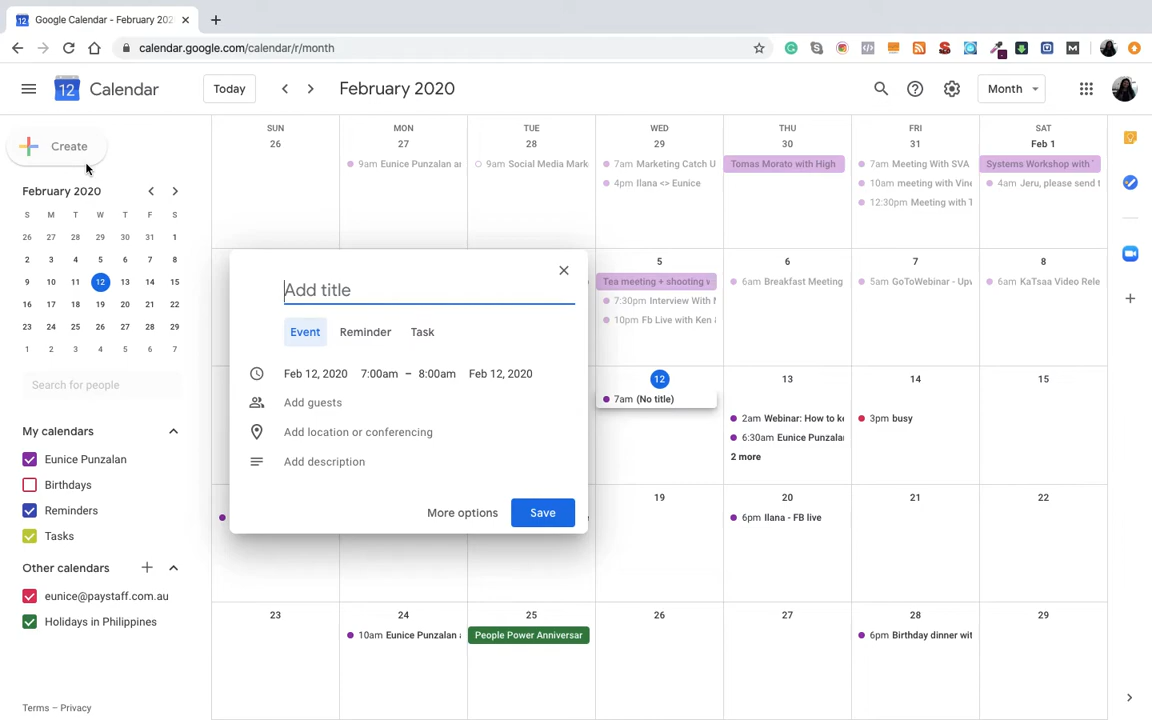 Google Calendar - February 202
calendar.google.com/calendar/r/month
12 Calendar
Today
February 2020
Month
Create
February 2020
S M T W T F S
26 27 28 29 30 31 1
2 3 4 5 6 7 8
9 10 11 12 13 14 15
16 17 18 19 20 21 22
23 24 25 26 27 28 29
1 2 3 4 5 6 7
Search for people
My calendars
Eunice Punzalan
Birthdays
Reminders
Tasks
Other calendars
eunice@paystaff.com.au
Holidays in Philippines
Terms – Privacy
SUN MON TUE WED THU FRI SAT
26 27 28 29 30 31 Feb 1
9am Eunice Punzalan a
9am Social Media Mark
7am Marketing Catch U
4pm Ilana <> Eunice
Tomas Morato with High
7am Meeting With SVA
10am meeting with Vine
12:30pm Meeting with T
Systems Workshop with
4am Jeru, please send t
5 6 7 8
Tea meeting + shooting
7:30pm Interview With
10pm Fb Live with Ken &
6am Breakfast Meeting
5am GoToWebinar - Up
6am KaTsaa Video Rele
Add title
Event Reminder Task
Feb 12, 2020 7:00am – 8:00am Feb 12, 2020
Add guests
Add location or conferencing
Add description
More options
Save
12 13 14 15
7am (No title)
2am Webinar: How to k
6:30am Eunice Punzala
2 more
3pm busy
19 20 21 22
6pm Ilana - FB live
23 24 25 26 27 28 29
10am Eunice Punzalan
People Power Anniversar
6pm Birthday dinner wit